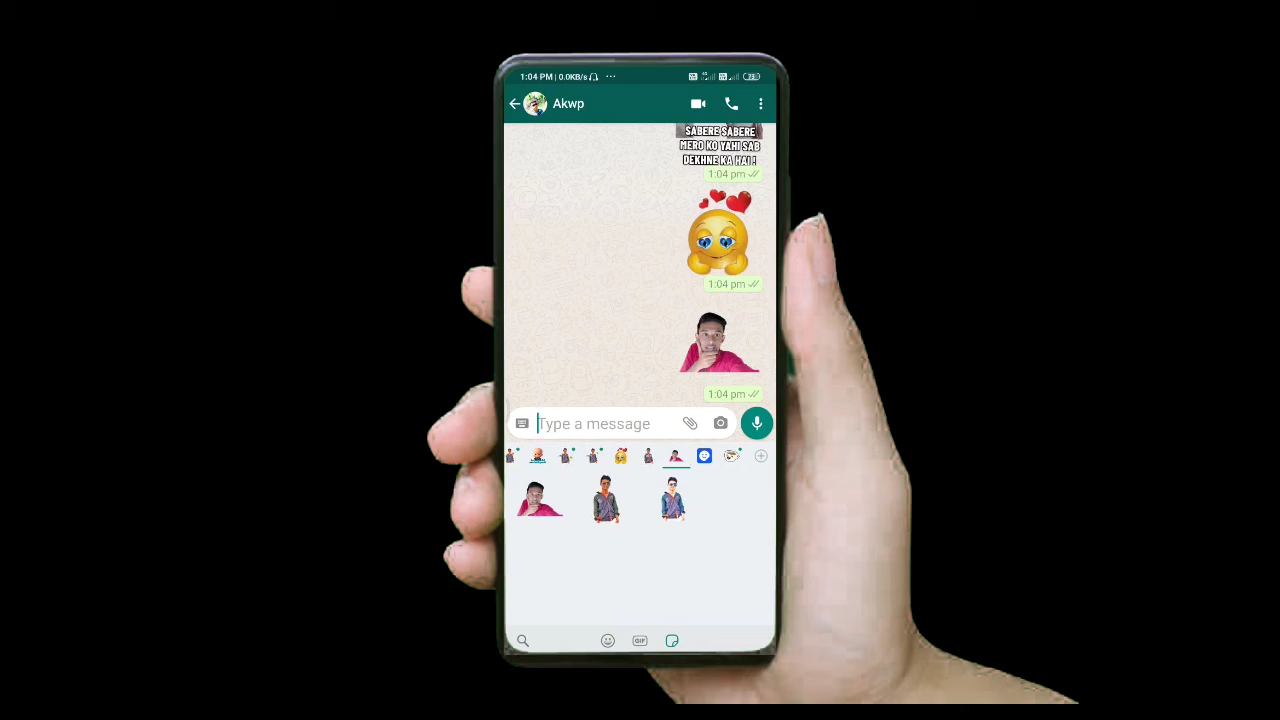 1:04 PM | 0.0KB/s ...
73
Akwp
SABERE SABERE
MERO KO YAHI SAB
DEKHNE KA HAI !
1:04 pm
1:04 pm
1:04 pm
Type a message
GIF